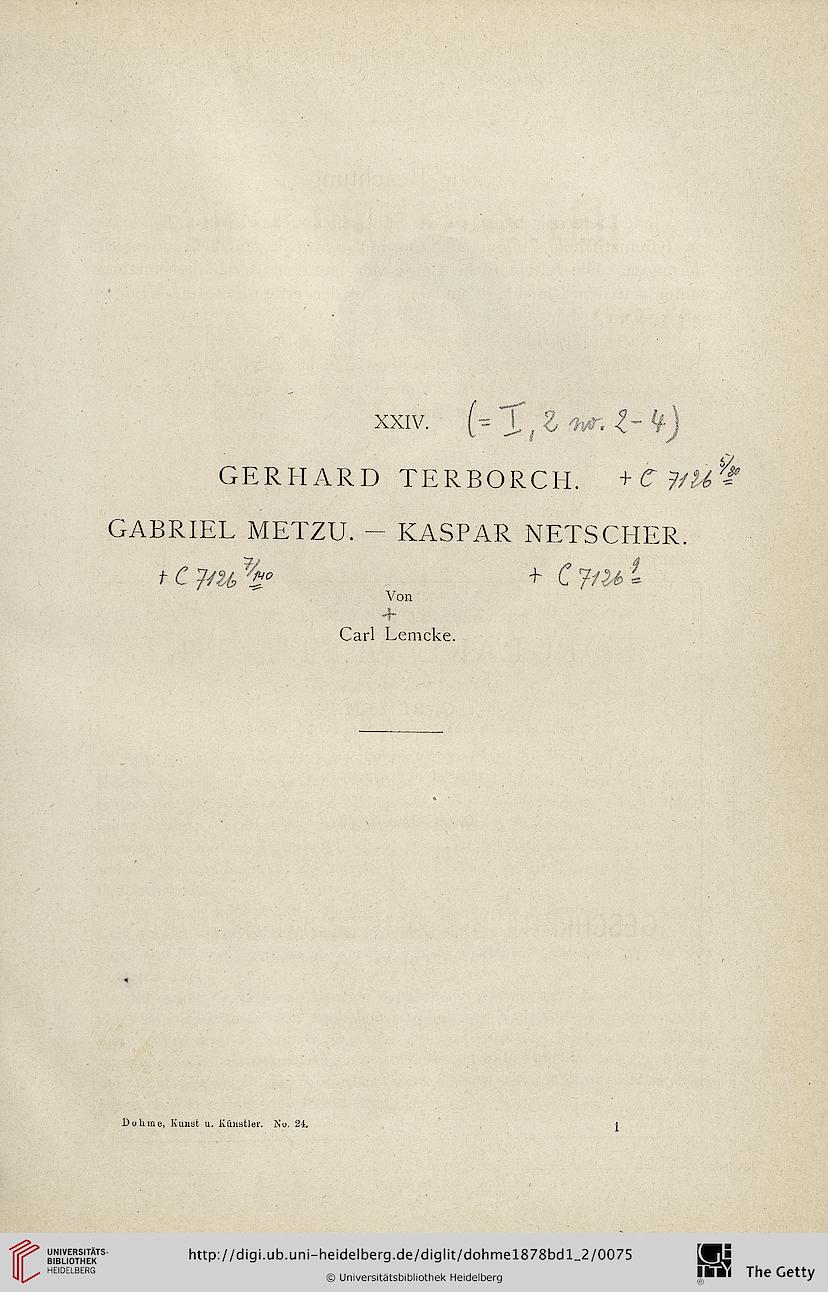 XXIV. (= I, 2 no. 2-4)
GERHARD TERBORCH. + C 7126 5/80
GABRIEL METZU. — KASPAR NETSCHER.
+ C 7126 7/140 + C 7126 9
Von
+
Carl Lemcke.
Dohme, Kunst u. Künstler. No. 24. 1
UNIVERSITÄTS-
BIBLIOTHEK
HEIDELBERG
http://digi.ub.uni-heidelberg.de/diglit/dohme1878bd1_2/0075
© Universitätsbibliothek Heidelberg
GETTY
®
The Getty